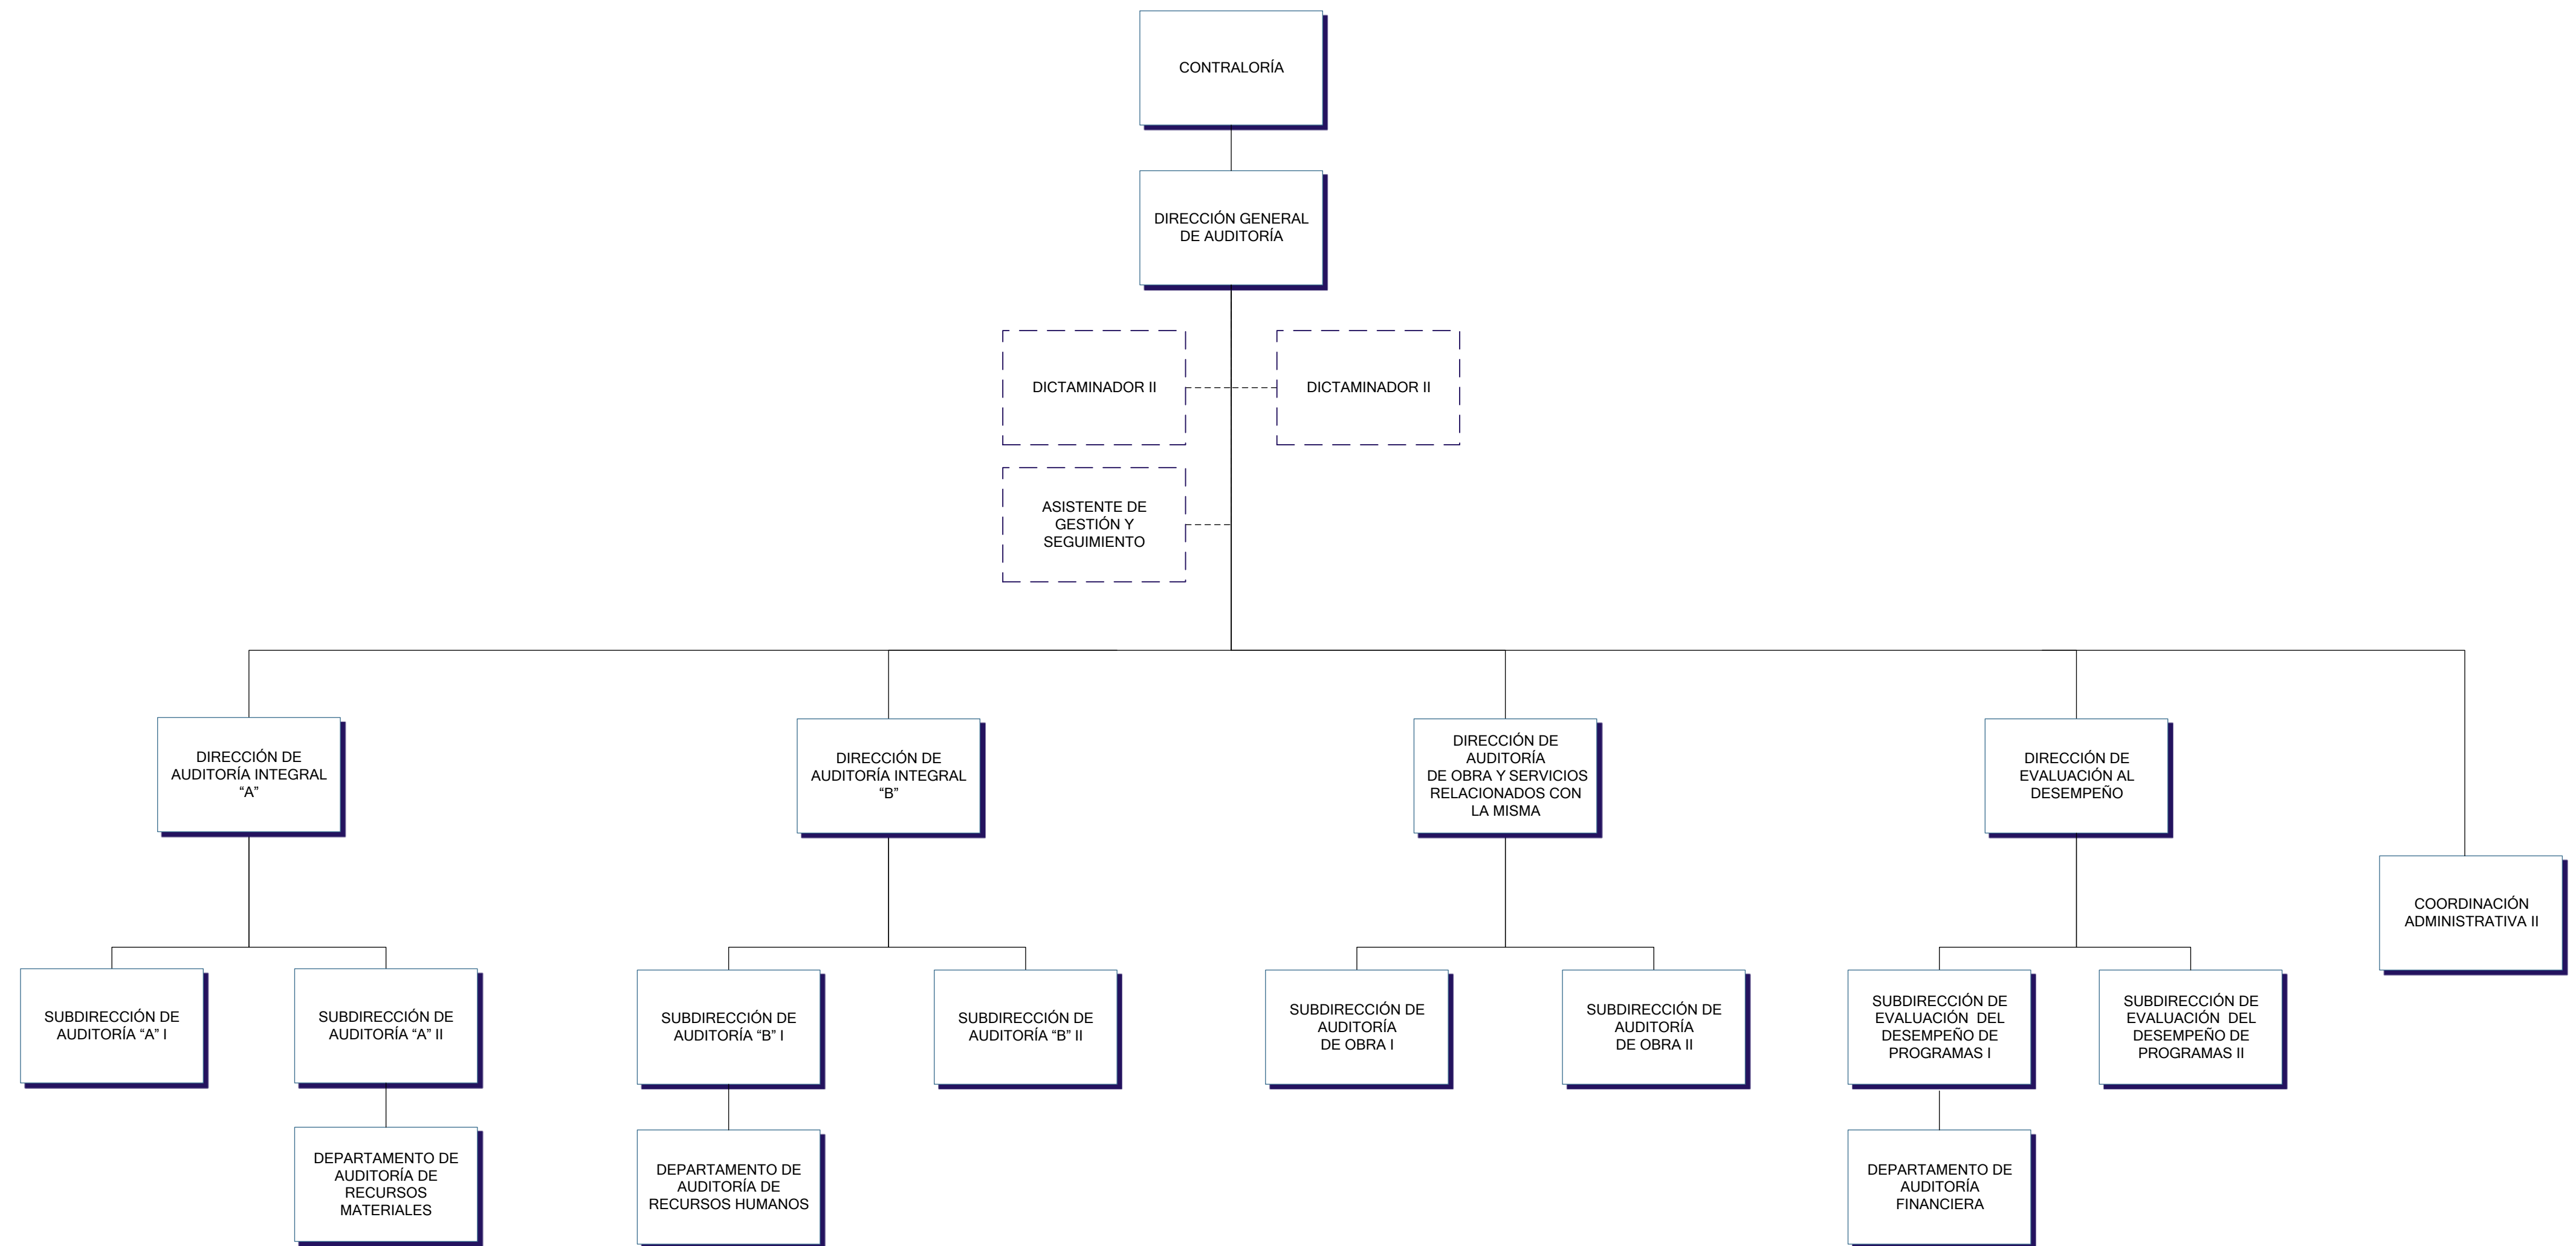 CONTRALORÍA
DIRECCIÓN GENERAL
DE AUDITORÍA
DICTAMINADOR II
DICTAMINADOR II
ASISTENTE DE
GESTIÓN Y
SEGUIMIENTO
DIRECCIÓN DE
AUDITORÍA INTEGRAL
“A”
DIRECCIÓN DE
AUDITORÍA INTEGRAL
“B”
DIRECCIÓN DE
AUDITORÍA
DE OBRA Y SERVICIOS
RELACIONADOS CON
LA MISMA
DIRECCIÓN DE
EVALUACIÓN AL
DESEMPEÑO
COORDINACIÓN
ADMINISTRATIVA II
SUBDIRECCIÓN DE
AUDITORÍA “A” I
SUBDIRECCIÓN DE
AUDITORÍA “A” II
SUBDIRECCIÓN DE
AUDITORÍA “B” I
SUBDIRECCIÓN DE
AUDITORÍA “B” II
SUBDIRECCIÓN DE
AUDITORÍA
DE OBRA I
SUBDIRECCIÓN DE
AUDITORÍA
DE OBRA II
SUBDIRECCIÓN DE
EVALUACIÓN  DEL
DESEMPEÑO DE
PROGRAMAS I
SUBDIRECCIÓN DE
EVALUACIÓN  DEL
DESEMPEÑO DE
PROGRAMAS II
DEPARTAMENTO DE
AUDITORÍA DE
RECURSOS
MATERIALES
DEPARTAMENTO DE
AUDITORÍA DE
RECURSOS HUMANOS
DEPARTAMENTO DE
AUDITORÍA
FINANCIERA